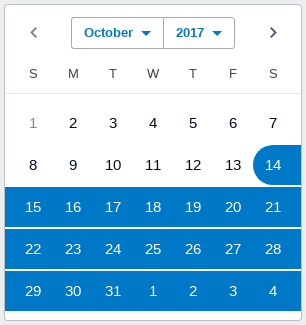 October 2017
S M T W T F S
1 2 3 4 5 6 7
8 9 10 11 12 13 14
15 16 17 18 19 20 21
22 23 24 25 26 27 28
29 30 31 1 2 3 4